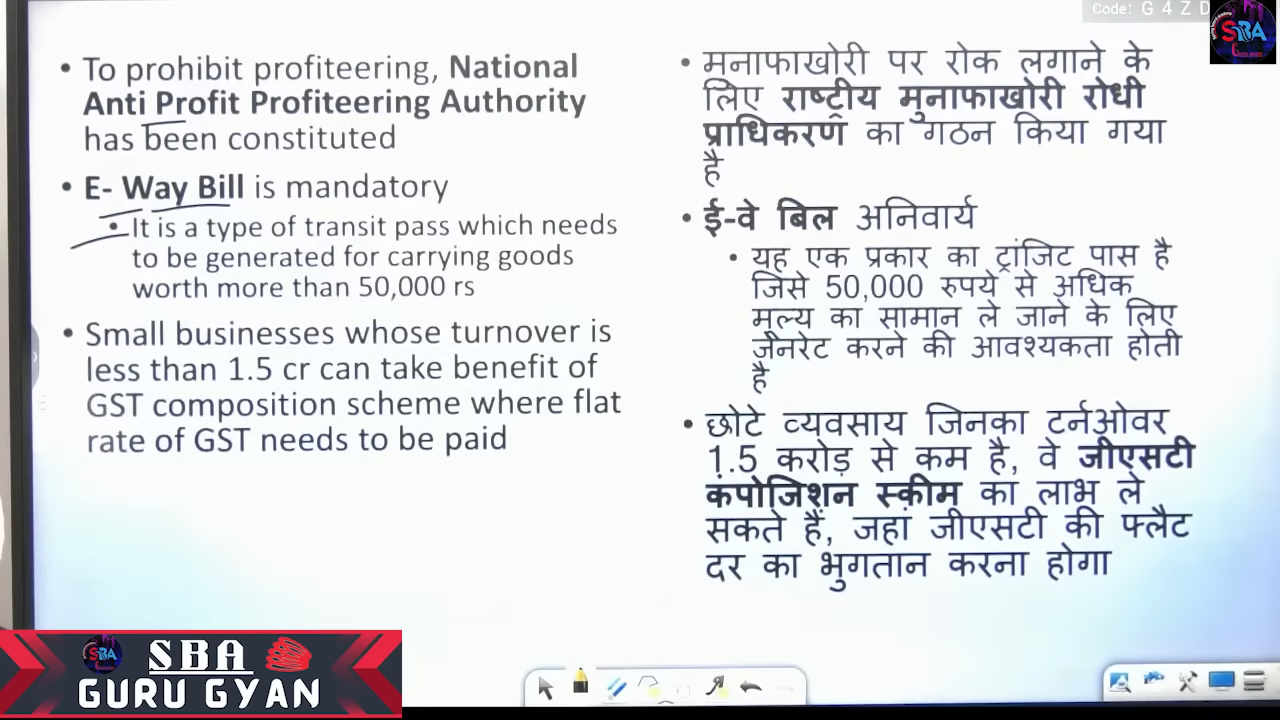 Code: G 4 Z D
SBA
• To prohibit profiteering, National
Anti Profit Profiteering Authority
has been constituted
• E- Way Bill is mandatory
• It is a type of transit pass which needs
to be generated for carrying goods
worth more than 50,000 rs
• Small businesses whose turnover is
less than 1.5 cr can take benefit of
GST composition scheme where flat
rate of GST needs to be paid
• मनाफाखोरी पर रोक लगाने के
लिए राष्ट्रीय मुनाफाखोरी रोधी
प्राधिकरण का गठन किया गया
है
• ई-वे बिल अनिवार्य
• यह एक प्रकार का ट्रांजिट पास है
जिसे 50,000 रुपये से अधिक
मूल्य का सामान ले जाने के लिए
जेनरेट करने की आवश्यकता होती
है
• छोटे व्यवसाय जिनका टर्नओवर
1.5 करोड़ से कम है, वे जीएसटी
कंपोजिशन स्कीम का लाभ ले
सकते हैं, जहां जीएसटी की फ्लैट
दर का भुगतान करना होगा
SBA
SBA
GURU GYAN